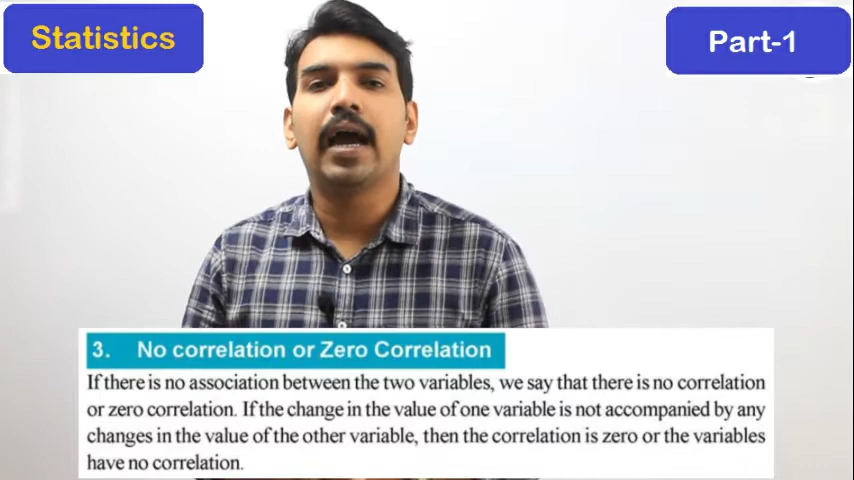 Statistics
Part-1
3. No correlation or Zero Correlation
If there is no association between the two variables, we say that there is no correlation
or zero correlation. If the change in the value of one variable is not accompanied by any
changes in the value of the other variable, then the correlation is zero or the variables
have no correlation.